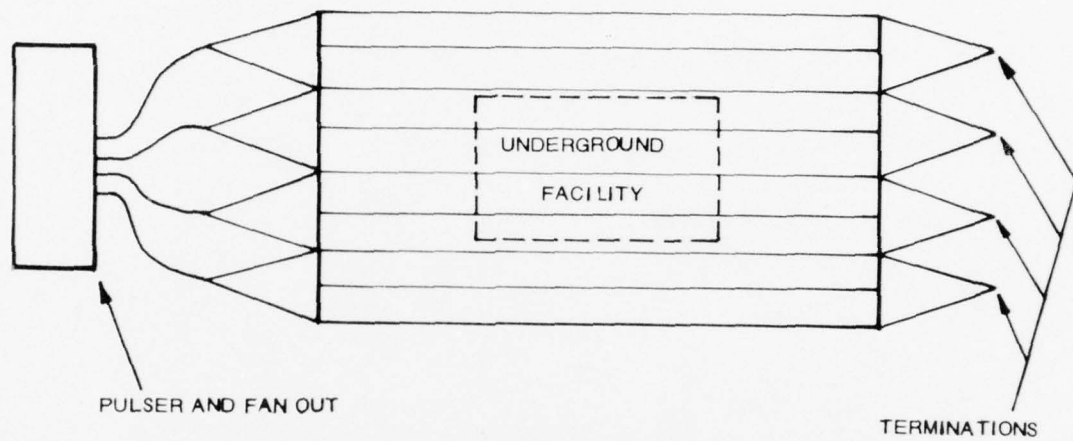 UNDERGROUND
FACILITY
PULSER AND FAN OUT
TERMINATIONS